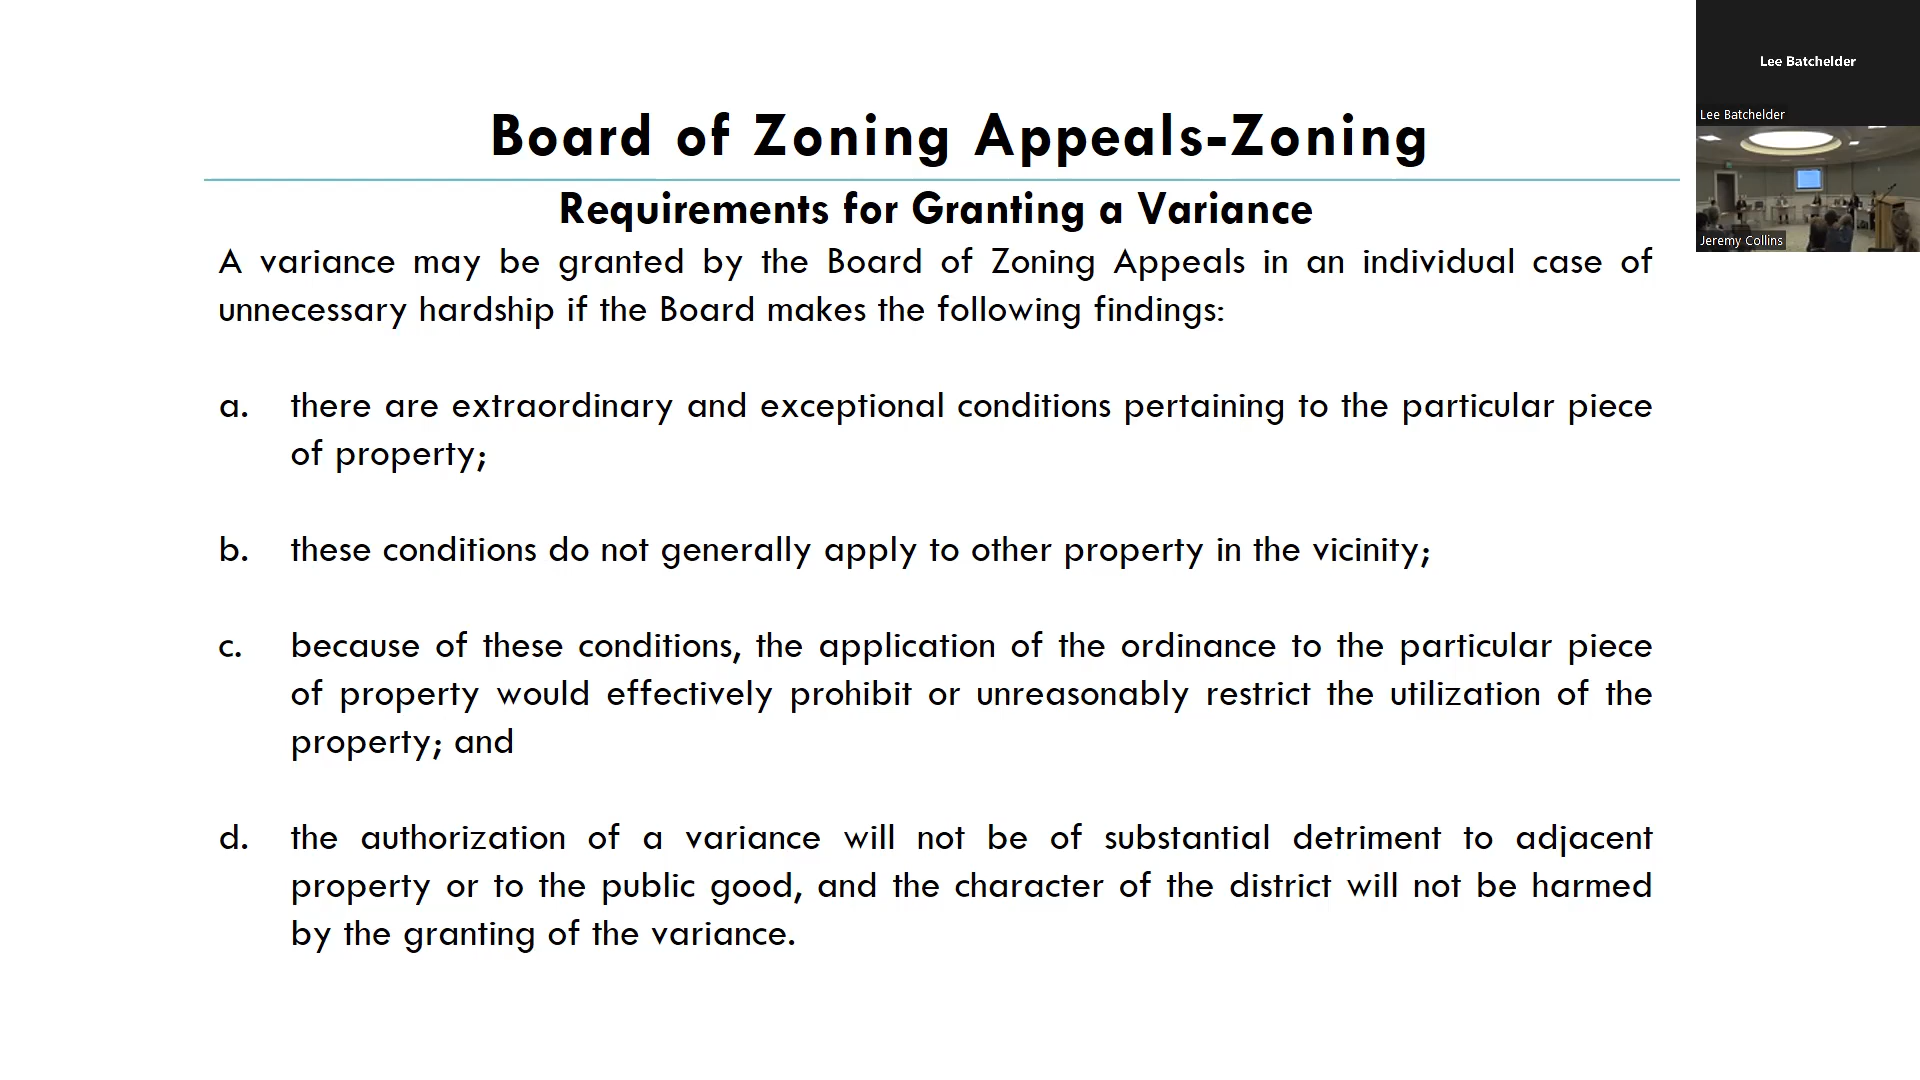 Board of Zoning Appeals-Zoning
Requirements for Granting a Variance
A variance may be granted by the Board of Zoning Appeals in an individual case of
unnecessary hardship if the Board makes the following findings:
a. there are extraordinary and exceptional conditions pertaining to the particular piece
of property;
b. these conditions do not generally apply to other property in the vicinity;
c. because of these conditions, the application of the ordinance to the particular piece
of property would effectively prohibit or unreasonably restrict the utilization of the
property; and
d. the authorization of a variance will not be of substantial detriment to adjacent
property or to the public good, and the character of the district will not be harmed
by the granting of the variance.
Lee Batchelder
Lee Batchelder
Jeremy Collins